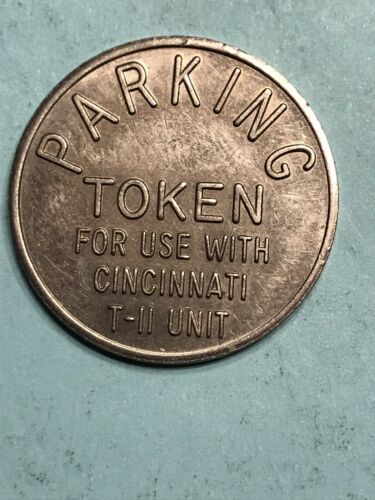 PARKING
TOKEN
FOR USE WITH
CINCINNATI
T-II UNIT